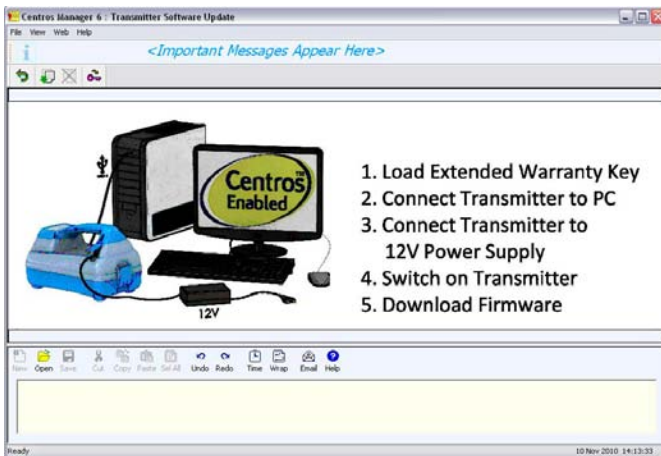 Centros Manager 6 : Transmitter Software Update
File View Web Help
<Important Messages Appear Here>
Centros™
Enabled
12V
1. Load Extended Warranty Key
2. Connect Transmitter to PC
3. Connect Transmitter to
12V Power Supply
4. Switch on Transmitter
5. Download Firmware
New Open Save Cut Copy Paste Sel All Undo Redo Time Wrap Email Help
Ready 10 Nov 2010 14:13:33